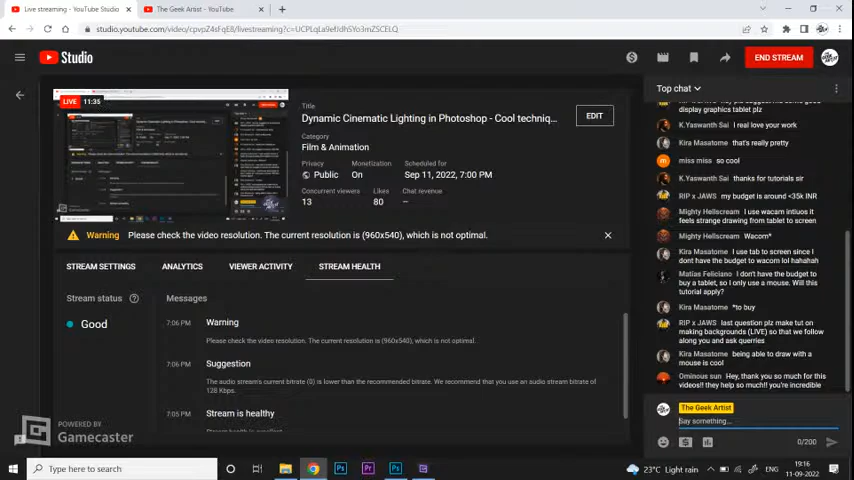 Live streaming - YouTube Studio
The Geek Artist - YouTube
studio.youtube.com/video/cpvpZ4sFqE8/livestreaming?c=UCPLqLa9efJdhSYo3mZSCELQ
Studio
END STREAM
LIVE 11:35
Title
Dynamic Cinematic Lighting in Photoshop - Cool techniq...
EDIT
Category
Film & Animation
Privacy Monetization Scheduled for
Public On Sep 11, 2022, 7:00 PM
Concurrent viewers Likes Chat revenue
13 80 –
Warning Please check the video resolution. The current resolution is (960x540), which is not optimal.
STREAM SETTINGS ANALYTICS VIEWER ACTIVITY STREAM HEALTH
Stream status
Good
Messages
7:06 PM Warning
Please check the video resolution. The current resolution is (960x540), which is not optimal.
7:06 PM Suggestion
The audio stream's current bitrate (0) is lower than the recommended bitrate. We recommend that you use an audio stream bitrate of
128 Kbps.
7:05 PM Stream is healthy
POWERED BY
Gamecaster
Top chat
display graphics tablet plz
K.Yaswanth Sai I real love your work
Kira Masatome that's really pretty
miss miss so cool
K.Yaswanth Sai thanks for tutorials sir
RIP x JAWS my budget is around <35k INR
Mighty Hellscream I use wacam intiuos it
feels strange drawing from tablet to
screen
Mighty Hellscream Wacom*
Kira Masatome I use tab to screen since I
dont have the budget to wacom lol hahahah
Matías Feliciano I don't have the budget
to buy a tablet, so I only use a mouse. Will this
tutorial apply?
Kira Masatome *to buy
RIP x JAWS last question plz make tut on
making backgrounds (LIVE) so that we follow
along you and ask querries
Kira Masatome being able to draw with a
mouse is cool
Ominous sun Hey, thank you so much for this
videos!! they help so much!! you're incredible
The Geek Artist
Say something...
0/200
Type here to search
23°C Light rain
ENG
19:16
11-09-2022